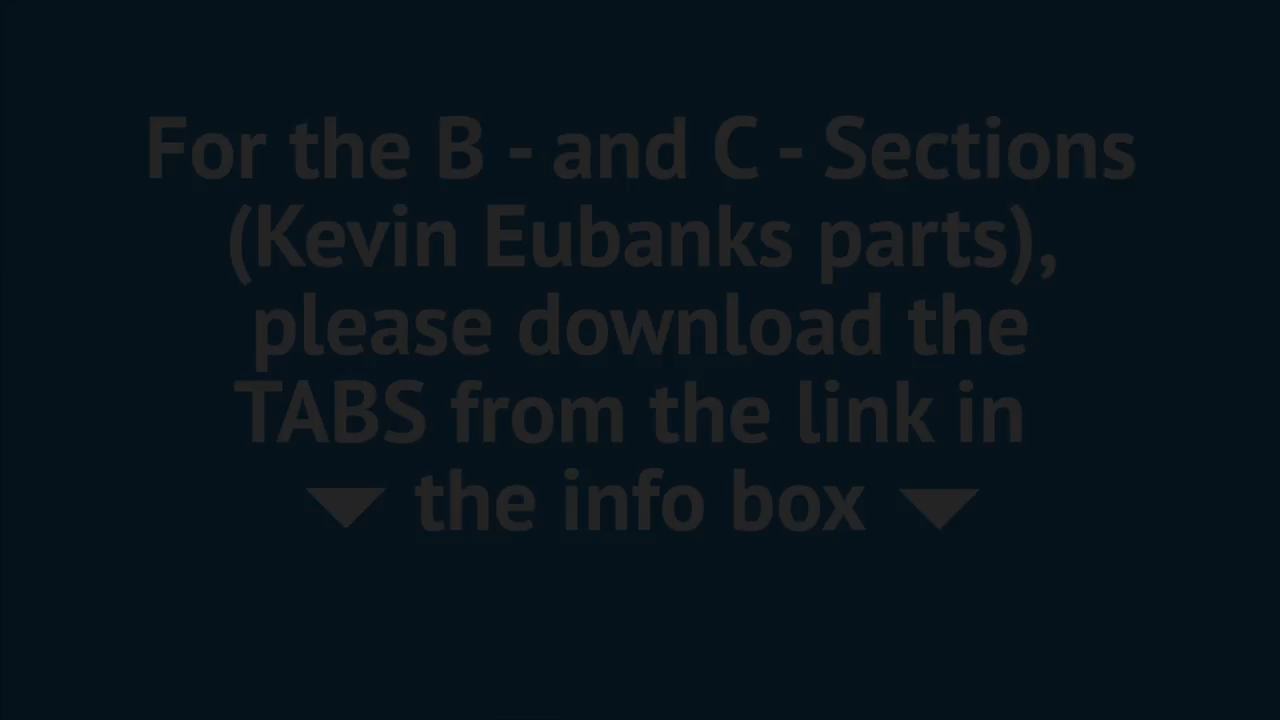 For the B - and C - Sections
(Kevin Eubanks parts),
please download the
TABS from the link in
▼ the info box ▼